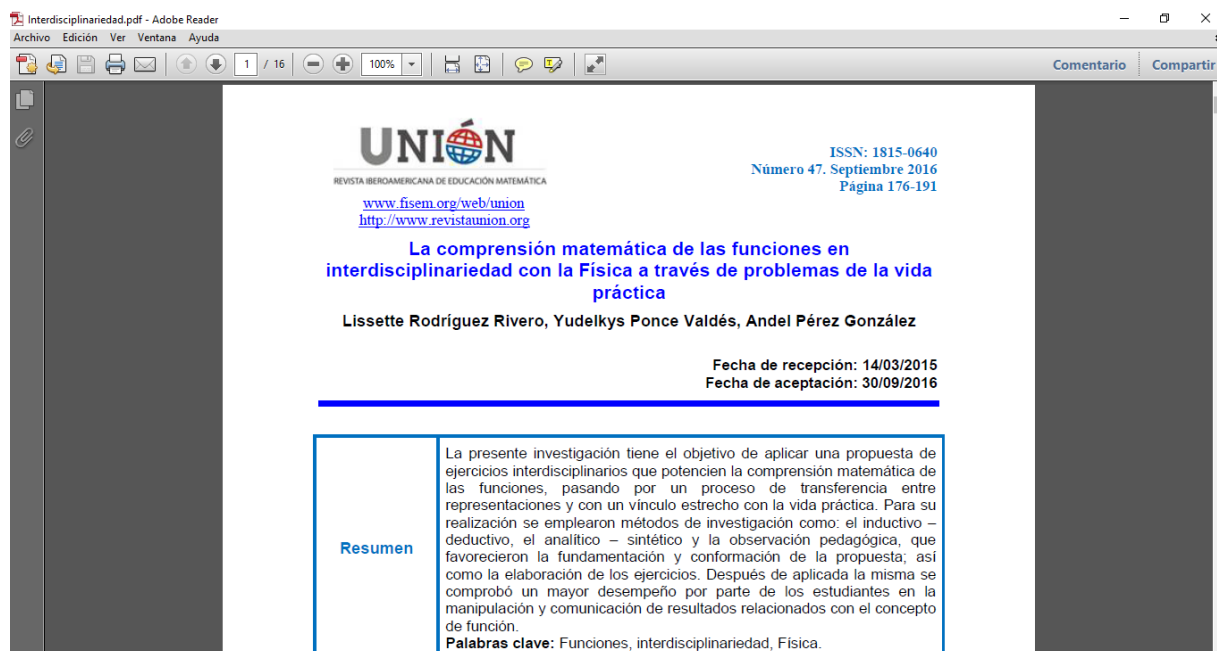 Interdisciplinariedad.pdf - Adobe Reader
Archivo Edición Ver Ventana Ayuda
1 / 16 100% Comentario Compartir
UNIÓN
REVISTA IBEROAMERICANA DE EDUCACIÓN MATEMÁTICA
www.fisem.org/web/union
http://www.revistaunion.org
ISSN: 1815-0640
Número 47. Septiembre 2016
Página 176-191
La comprensión matemática de las funciones en
interdisciplinariedad con la Física a través de problemas de la vida
práctica
Lissette Rodríguez Rivero, Yudelkys Ponce Valdés, Andel Pérez González
Fecha de recepción: 14/03/2015
Fecha de aceptación: 30/09/2016
Resumen
La presente investigación tiene el objetivo de aplicar una propuesta de
ejercicios interdisciplinarios que potencien la comprensión matemática de
las funciones, pasando por un proceso de transferencia entre
representaciones y con un vínculo estrecho con la vida práctica. Para su
realización se emplearon métodos de investigación como: el inductivo –
deductivo, el analítico – sintético y la observación pedagógica, que
favorecieron la fundamentación y conformación de la propuesta; así
como la elaboración de los ejercicios. Después de aplicada la misma se
comprobó un mayor desempeño por parte de los estudiantes en la
manipulación y comunicación de resultados relacionados con el concepto
de función.
Palabras clave: Funciones, interdisciplinariedad, Física.